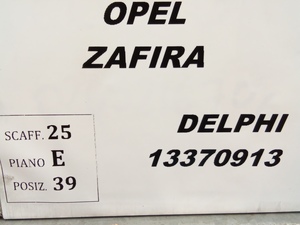 OPEL
ZAFIRA
DELPHI
13370913
SCAFF. 25
PIANO E
POSIZ. 39